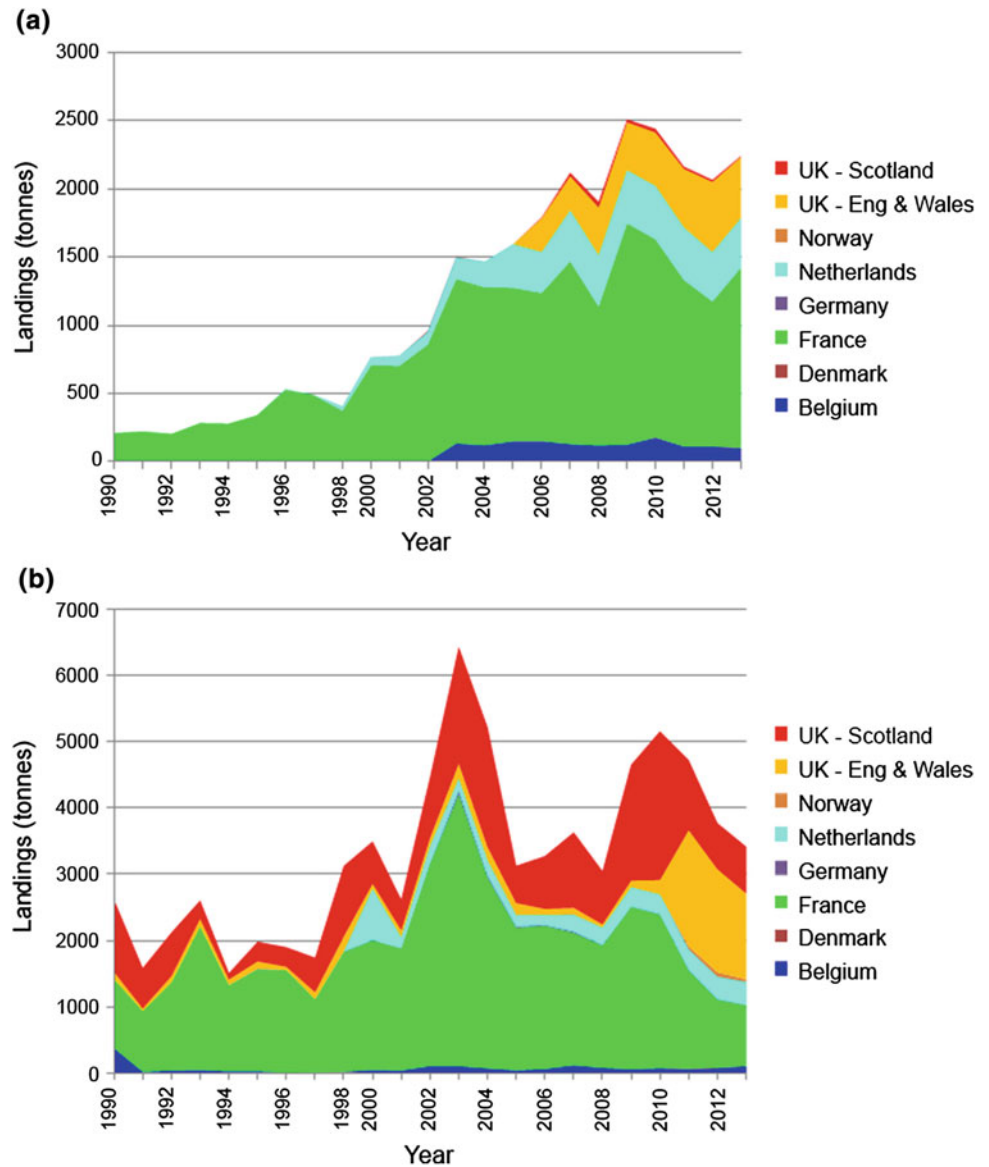 (a)
3000
2500
2000
1500
1000
500
0
Landings (tonnes)
1990
1992
1994
1996
1998
2000
2002
2004
2006
2008
2010
2012
Year
UK - Scotland
UK - Eng & Wales
Norway
Netherlands
Germany
France
Denmark
Belgium
(b)
7000
6000
5000
4000
3000
2000
1000
0
Landings (tonnes)
1990
1992
1994
1996
1998
2000
2002
2004
2006
2008
2010
2012
Year
UK - Scotland
UK - Eng & Wales
Norway
Netherlands
Germany
France
Denmark
Belgium